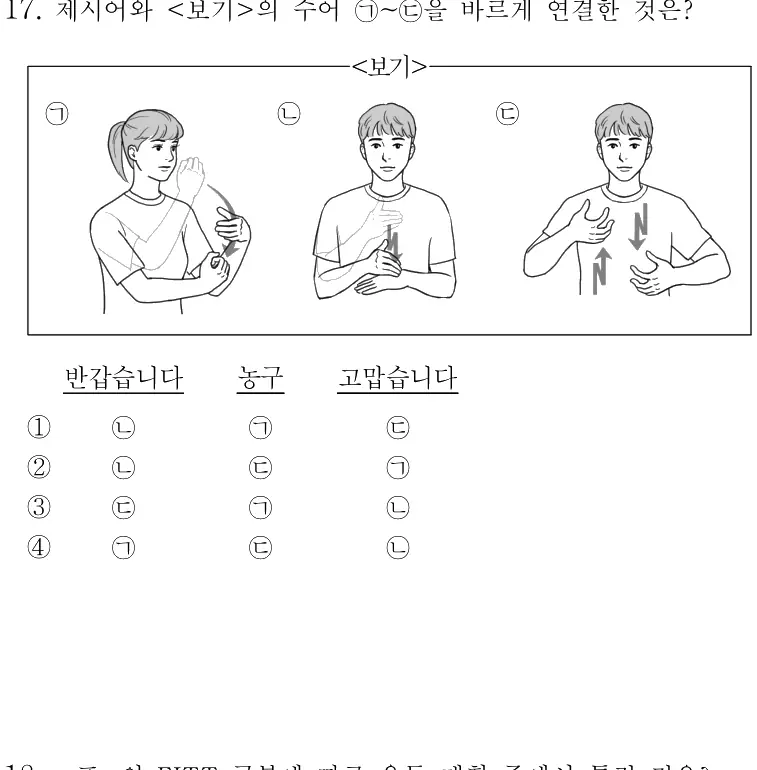 17. 제시어와 <보기>의 수어 ㉠~㉢을 바르게 연결한 것은?
<보기>
㉠ ㉡ ㉢
반갑습니다 농구 고맙습니다
① ㉡ ㉠ ㉢
② ㉡ ㉢ ㉠
③ ㉢ ㉠ ㉡
④ ㉠ ㉢ ㉡